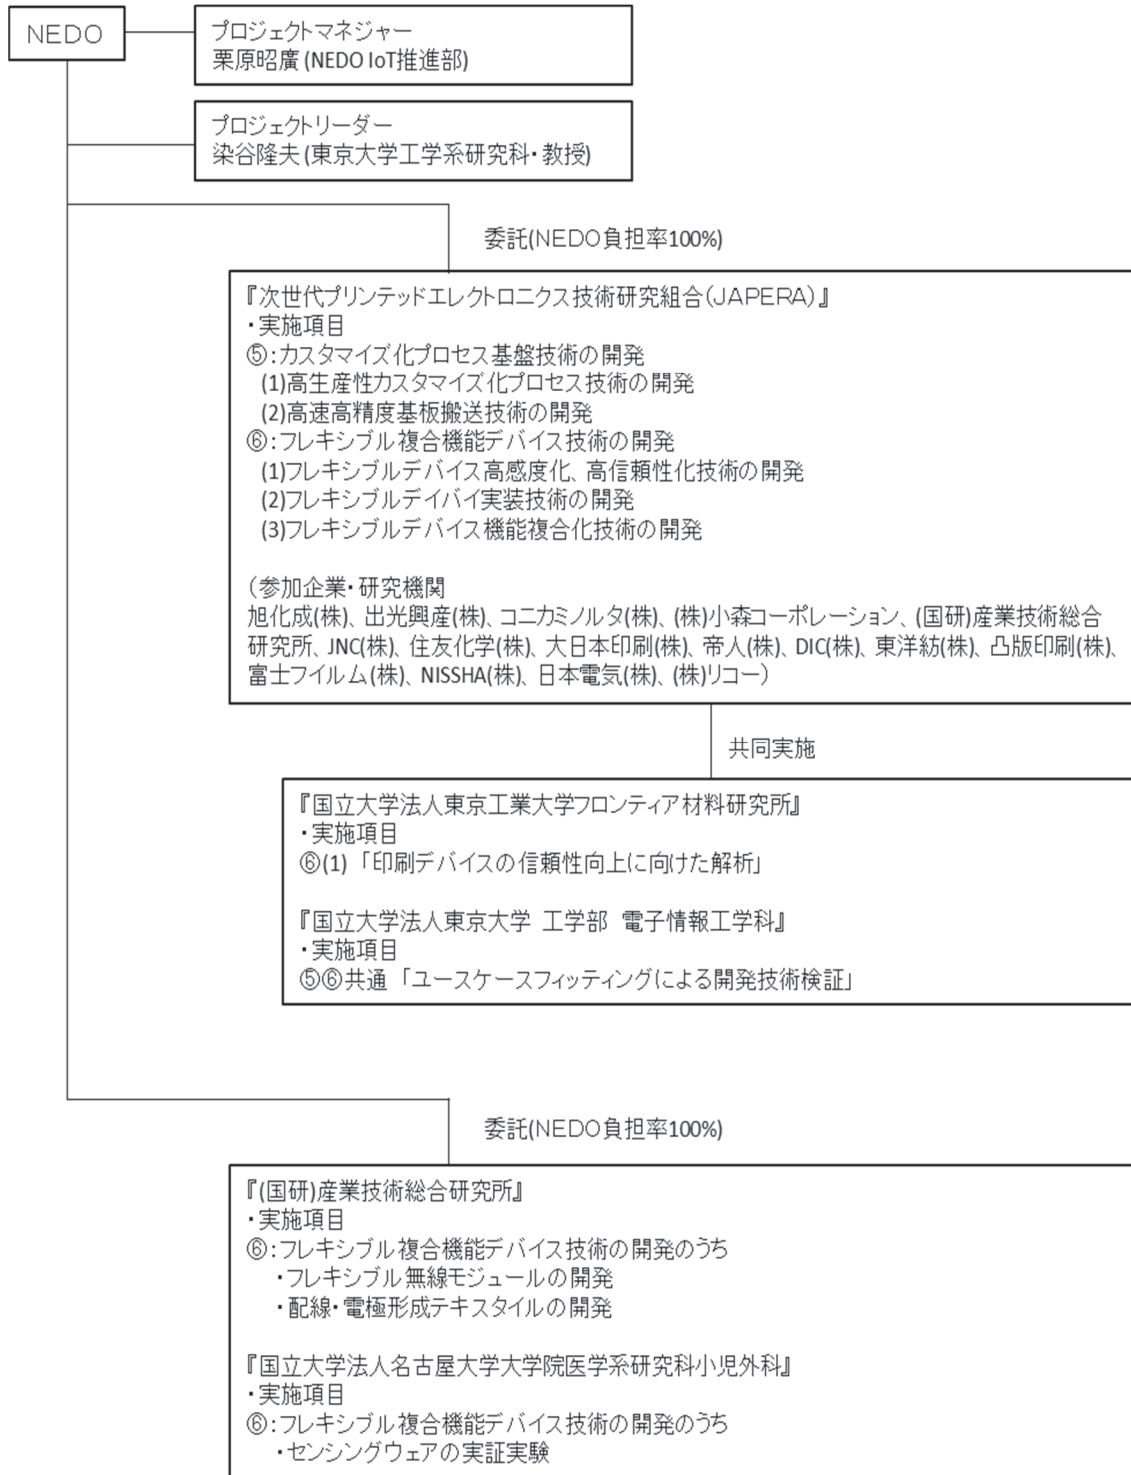 NEDO
プロジェクトマネジャー
栗原昭廣(NEDO IoT推進部)
プロジェクトリーダー
染谷隆夫(東京大学工学系研究科・教授)
委託(NEDO負担率100%)
『次世代プリンテッドエレクトロニクス技術研究組合(JAPERA)』
・実施項目
⑤:カスタマイズ化プロセス基盤技術の開発
(1)高生産性カスタマイズ化プロセス技術の開発
(2)高速高精度基板搬送技術の開発
⑥:フレキシブル複合機能デバイス技術の開発
(1)フレキシブルデバイス高感度化、高信頼性化技術の開発
(2)フレキシブルデイバイ実装技術の開発
(3)フレキシブルデバイス機能複合化技術の開発
(参加企業・研究機関
旭化成(株)、出光興産(株)、コニカミノルタ(株)、(株)小森コーポレーション、(国研)産業技術総合
研究所、JNC(株)、住友化学(株)、大日本印刷(株)、帝人(株)、DIC(株)、東洋紡(株)、凸版印刷(株)、
富士フイルム(株)、NISSHA(株)、日本電気(株)、(株)リコー)
共同実施
『国立大学法人東京工業大学フロンティア材料研究所』
・実施項目
⑥(1)「印刷デバイスの信頼性向上に向けた解析」
『国立大学法人東京大学 工学部 電子情報工学科』
・実施項目
⑤⑥共通「ユースケースフィッティングによる開発技術検証」
委託(NEDO負担率100%)
『(国研)産業技術総合研究所』
・実施項目
⑥:フレキシブル複合機能デバイス技術の開発のうち
・フレキシブル無線モジュールの開発
・配線・電極形成テキスタイルの開発
『国立大学法人名古屋大学大学院医学系研究科小児外科』
・実施項目
⑥:フレキシブル複合機能デバイス技術の開発のうち
・センシングウェアの実証実験